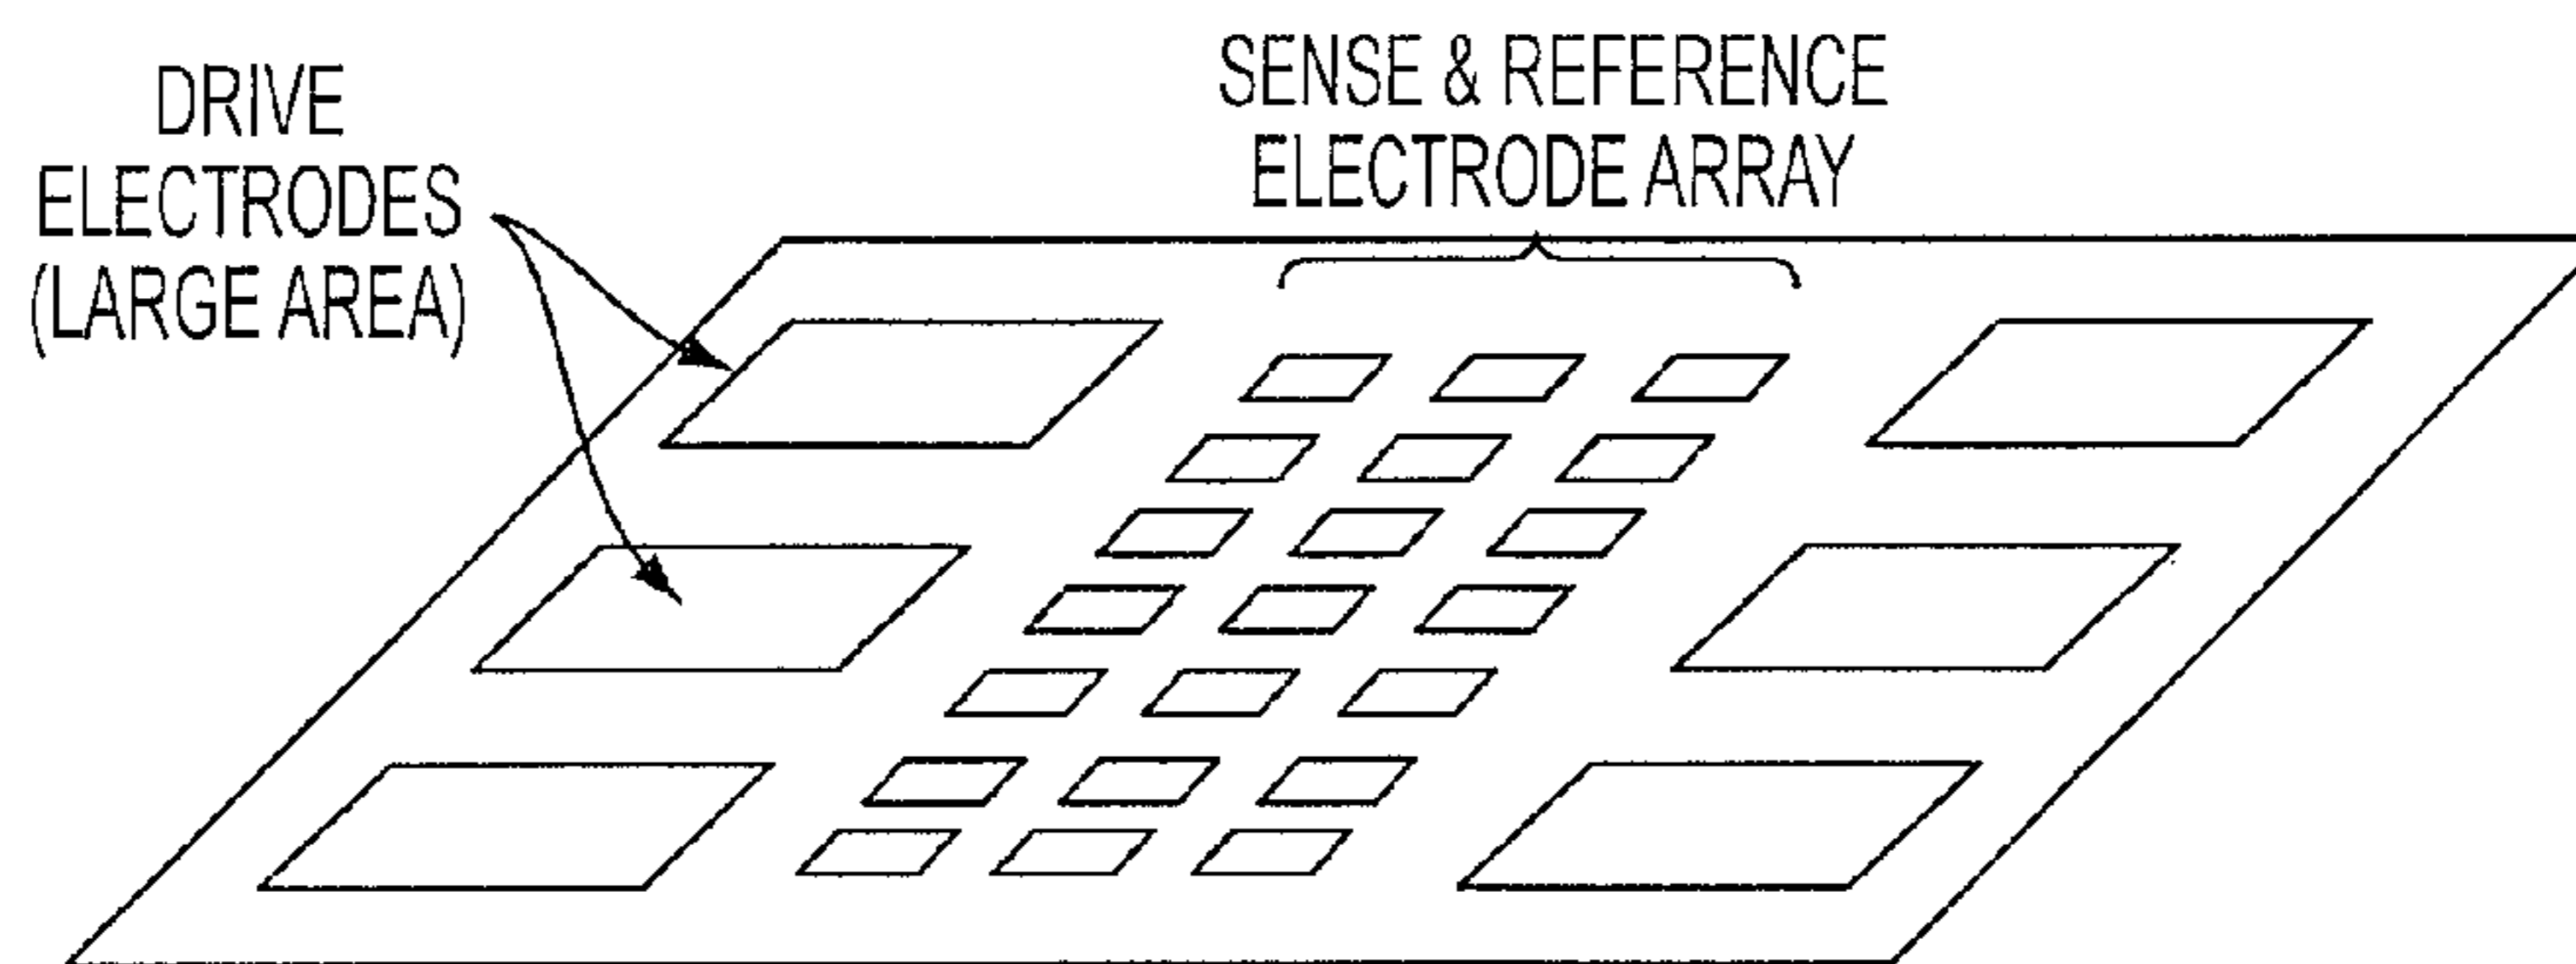 DRIVE
ELECTRODES
(LARGE AREA)
SENSE & REFERENCE
ELECTRODE ARRAY